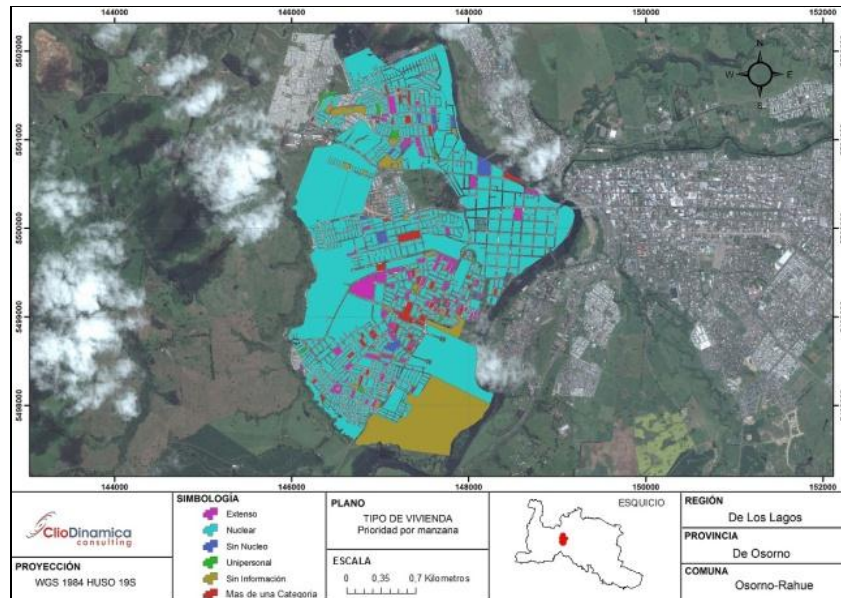 144000 146000 148000 150000 152000
N
W E
S
5502000
5501000
5500000
5499000
5498000
144000 146000 148000 150000 152000
ClioDinamica
consulting
PROYECCIÓN
WGS 1984 HUSO 19S
SIMBOLOGÍA
Extenso
Nuclear
Sin Nucleo
Unipersonal
Sin Información
Mas de una Categoria
PLANO
TIPO DE VIVIENDA
Prioridad por manzana
ESCALA
0 0,35 0,7 Kilometros
ESQUICIO
REGIÓN
De Los Lagos
PROVINCIA
De Osorno
COMUNA
Osorno-Rahue